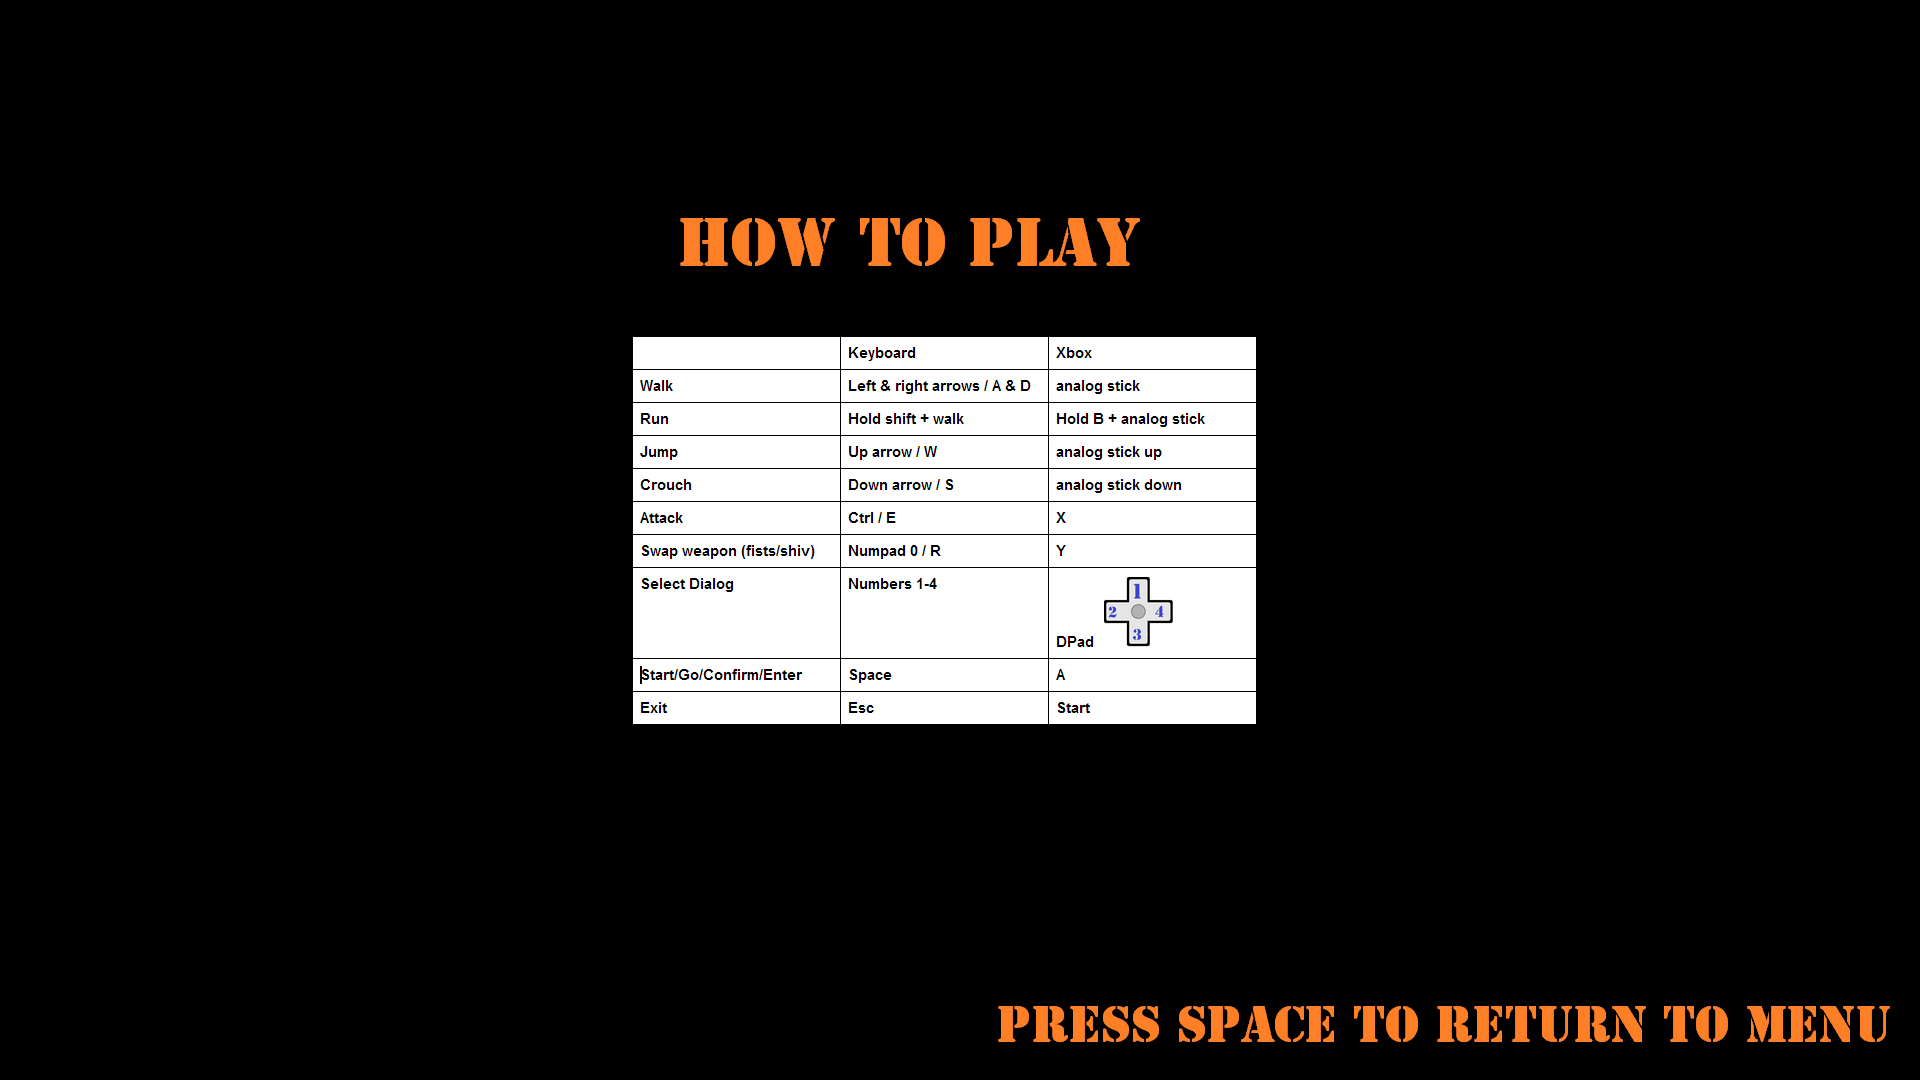 HOW TO PLAY
Keyboard Xbox
Walk Left & right arrows / A & D analog stick
Run Hold shift + walk Hold B + analog stick
Jump Up arrow / W analog stick up
Crouch Down arrow / S analog stick down
Attack Ctrl / E X
Swap weapon (fists/shiv) Numpad 0 / R Y
Select Dialog Numbers 1-4
1
2 4
3
DPad
Start/Go/Confirm/Enter Space A
Exit Esc Start
PRESS SPACE TO RETURN TO MENU